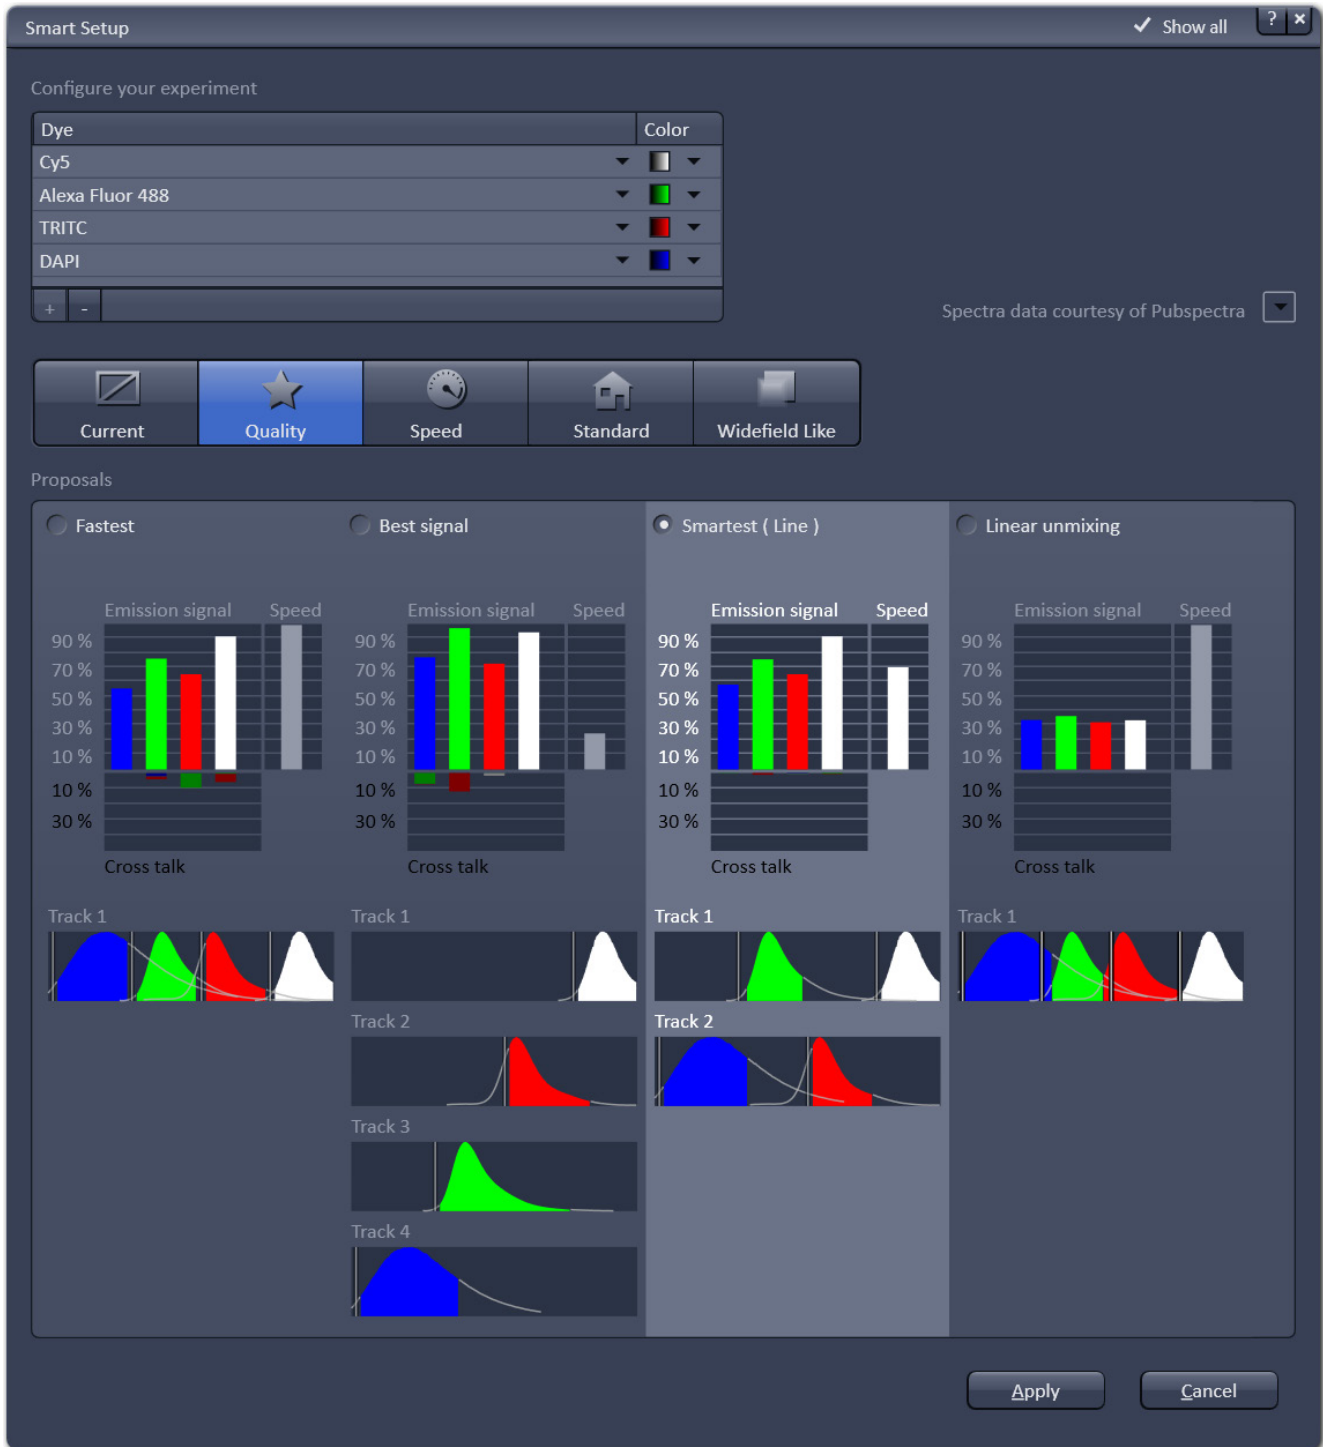 Smart Setup
Show all
?
×
Configure your experiment
Dye Color
Cy5
Alexa Fluor 488
TRITC
DAPI
+ -
Spectra data courtesy of Pubspectra
Current Quality Speed Standard Widefield Like
Proposals
Fastest
Emission signal Speed
90 %
70 %
50 %
30 %
10 %
10 %
30 %
Cross talk
Track 1
Best signal
Emission signal Speed
90 %
70 %
50 %
30 %
10 %
10 %
30 %
Cross talk
Track 1
Track 2
Track 3
Track 4
Smartest ( Line )
Emission signal Speed
90 %
70 %
50 %
30 %
10 %
10 %
30 %
Cross talk
Track 1
Track 2
Linear unmixing
Emission signal Speed
90 %
70 %
50 %
30 %
10 %
10 %
30 %
Cross talk
Track 1
Apply Cancel